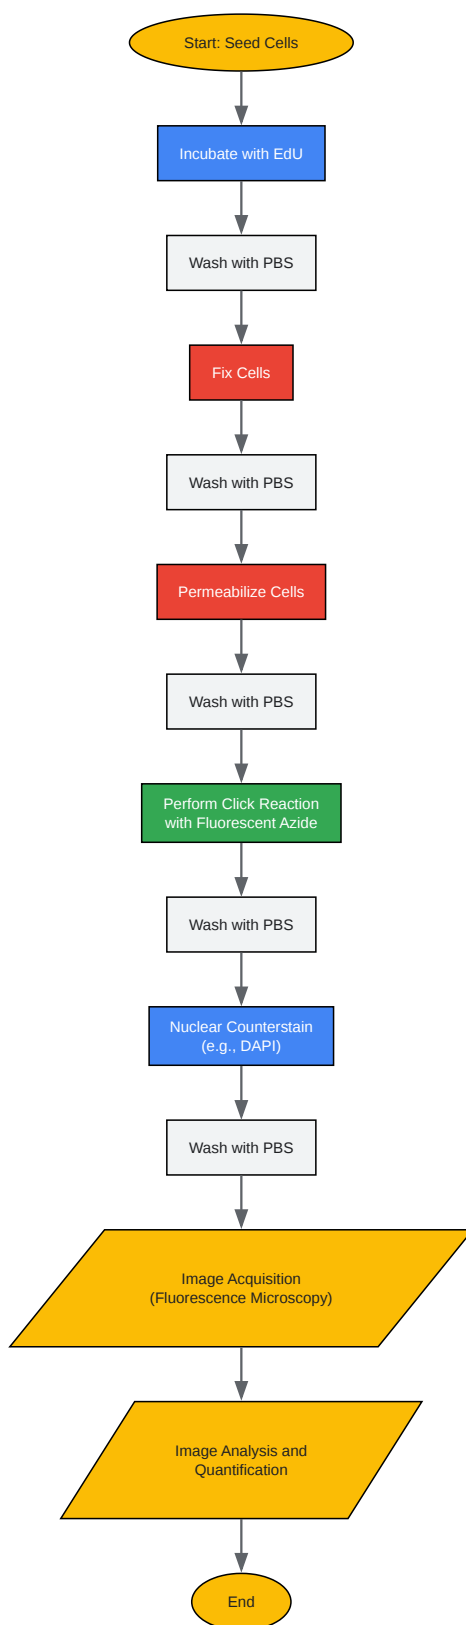 Start: Seed Cells
Incubate with EdU
Wash with PBS
Fix Cells
Wash with PBS
Permeabilize Cells
Wash with PBS
Perform Click Reaction
with Fluorescent Azide
Wash with PBS
Nuclear Counterstain
(e.g., DAPI)
Wash with PBS
Image Acquisition
(Fluorescence Microscopy)
Image Analysis and
Quantification
End